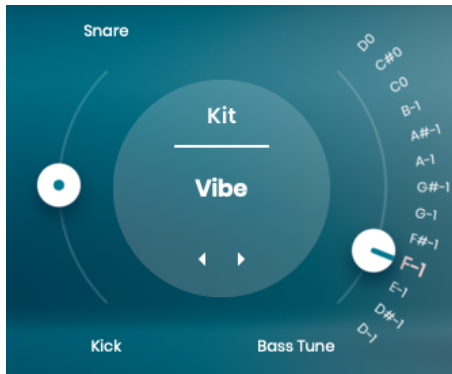 Snare
D0
C#0
C0
B-1
A#-1
A-1
G#-1
G-1
F#-1
F-1
E-1
D#-1
D-1
Kit
Vibe
Kick
Bass Tune